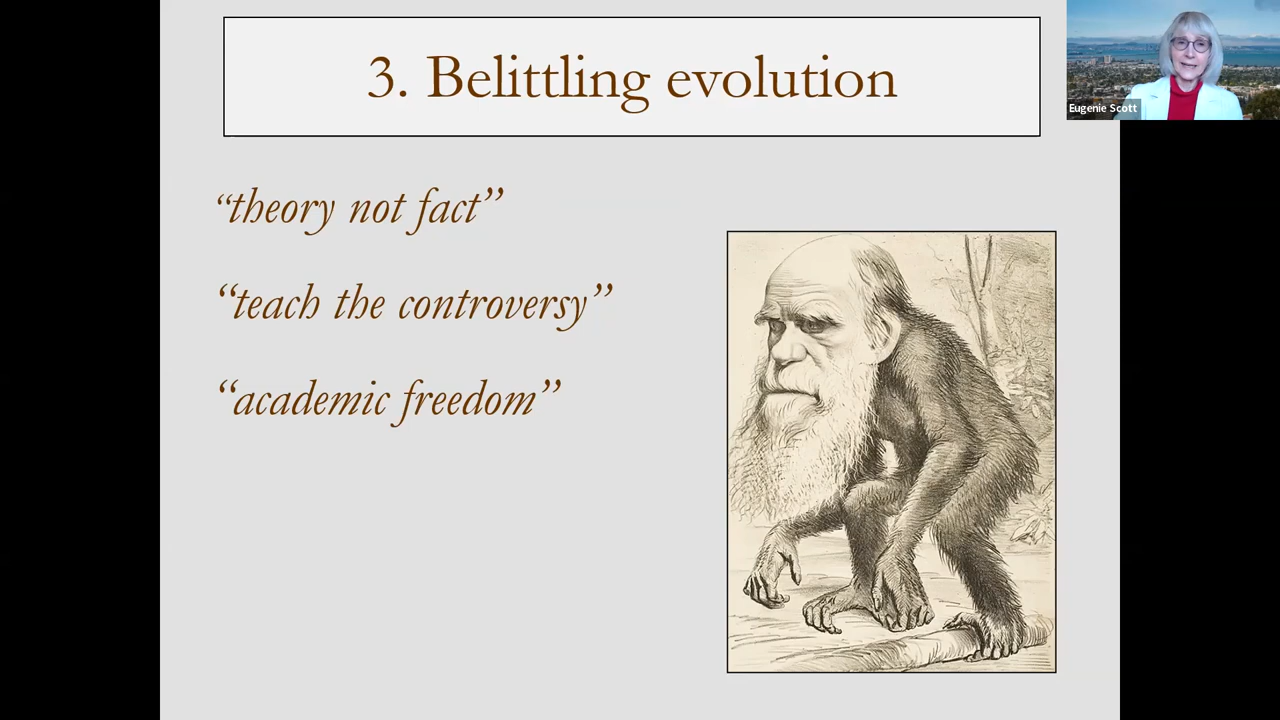 3. Belittling evolution
Eugenie Scott
“theory not fact”
“teach the controversy”
“academic freedom”